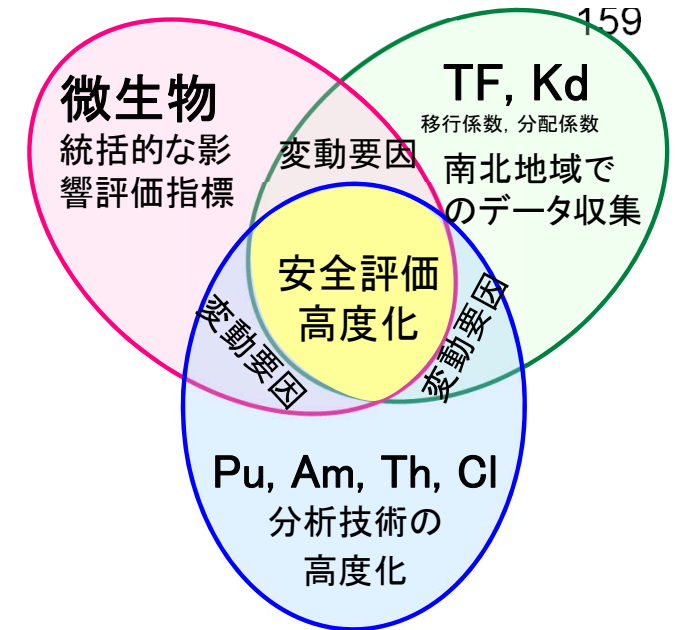 159
微生物
統括的な影
響評価指標
TF, Kd
移行係数, 分配係数
南北地域で
のデータ収集
変動要因
安全評価
高度化
変動要因
変動要因
Pu, Am, Th, Cl
分析技術の
高度化